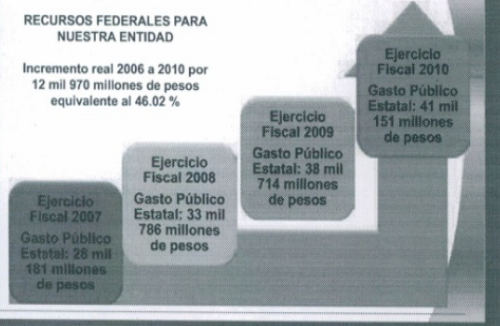 RECURSOS FEDERALES PARA
NUESTRA ENTIDAD
Incremento real 2006 a 2010 por
12 mil 970 millones de pesos
equivalente al 46.02 %
Ejercicio
Fiscal 2007
Gasto Público
Estatal: 28 mil
181 millones
de pesos
Ejercicio
Fiscal 2008
Gasto Público
Estatal: 33 mil
786 millones
de pesos
Ejercicio
Fiscal 2009
Gasto Público
Estatal: 38 mil
714 millones
de pesos
Ejercicio
Fiscal 2010
Gasto Público
Estatal: 41 mil
151 millones
de pesos